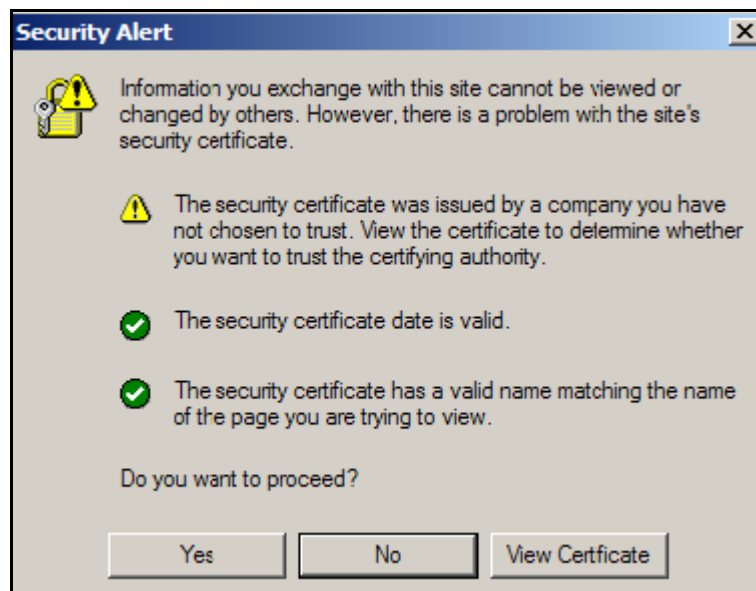 Security Alert
Information you exchange with this site cannot be viewed or
changed by others. However, there is a problem with the site's
security certificate.
The security certificate was issued by a company you have
not chosen to trust. View the certificate to determine whether
you want to trust the certifying authority.
The security certificate date is valid.
The security certificate has a valid name matching the name
of the page you are trying to view.
Do you want to proceed?
Yes No View Certficate